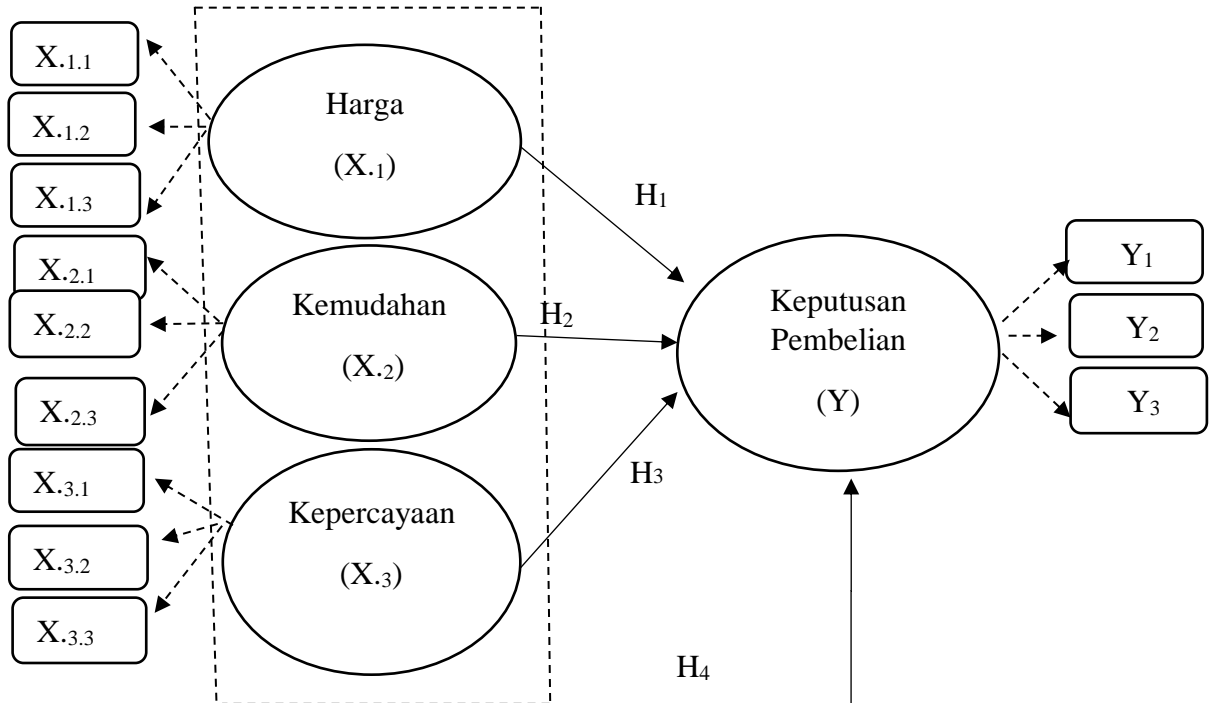 X.1.1
X.1.2
X.1.3
X.2.1
X.2.2
X.2.3
X.3.1
X.3.2
X.3.3
Harga
(X.1)
Kemudahan
(X.2)
Kepercayaan
(X.3)
H1
H2
H3
H4
Keputusan
Pembelian
(Y)
Y1
Y2
Y3